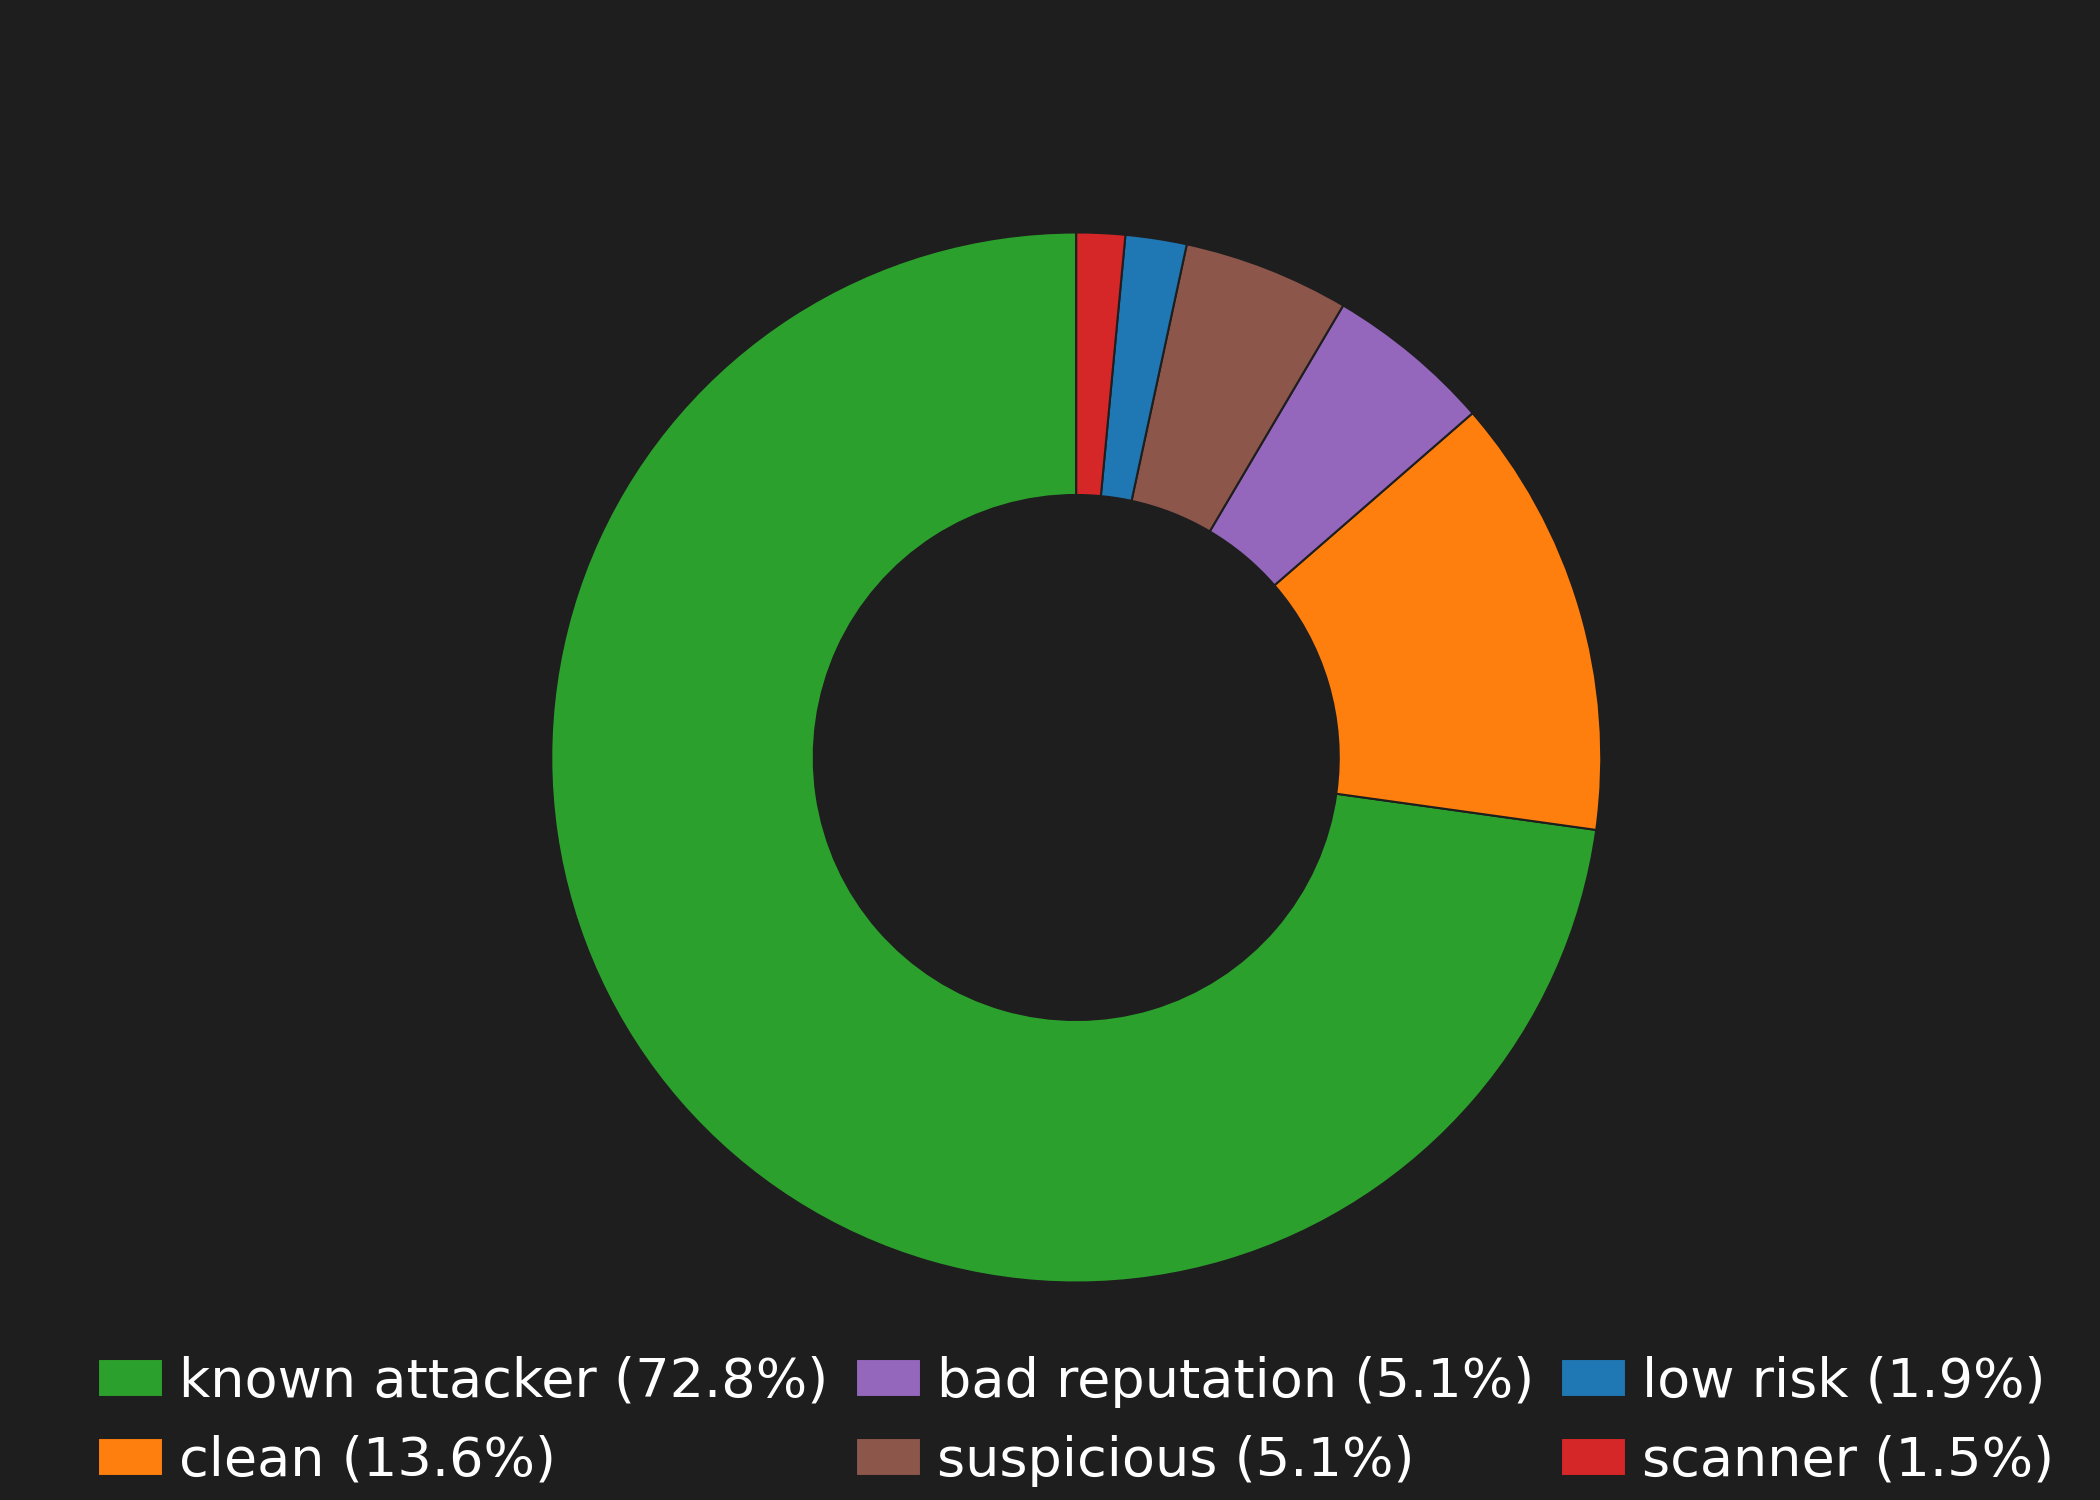 known attacker (72.8%)
clean (13.6%)
bad reputation (5.1%)
suspicious (5.1%)
low risk (1.9%)
scanner (1.5%)